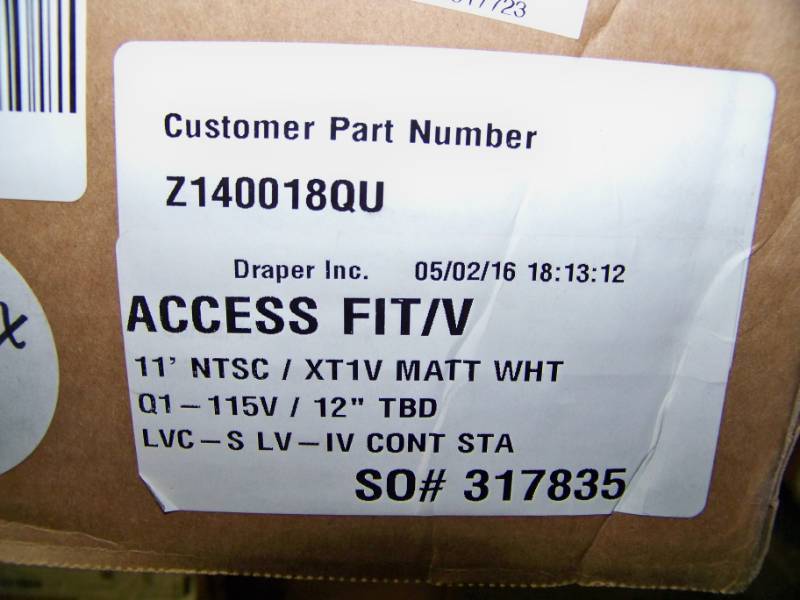 Customer Part Number
Z140018QU
Draper Inc. 05/02/16 18:13:12
ACCESS FIT/V
11' NTSC / XT1V MATT WHT
Q1-115V / 12" TBD
LVC-S LV-IV CONT STA
SO# 317835